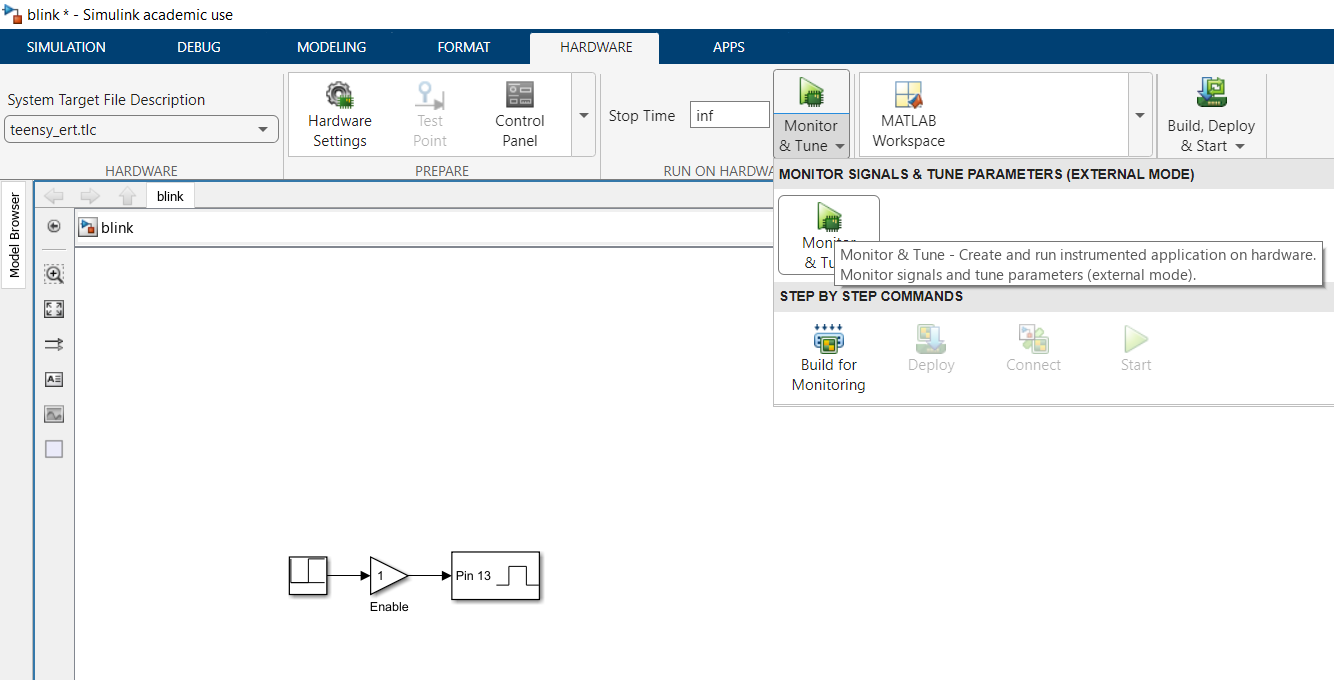 blink * - Simulink academic use
SIMULATION DEBUG MODELING FORMAT HARDWARE APPS
System Target File Description
teensy_ert.tlc
HARDWARE
Hardware
Settings
Test
Point
Control
Panel
PREPARE
Stop Time inf
RUN ON HARDWA
Monitor
& Tune
MATLAB
Workspace
Build, Deploy
& Start
MONITOR SIGNALS & TUNE PARAMETERS (EXTERNAL MODE)
Monitor
& Tu
Monitor & Tune - Create and run instrumented application on hardware.
Monitor signals and tune parameters (external mode).
STEP BY STEP COMMANDS
Build for
Monitoring
Deploy
Connect
Start
Model Browser
blink
blink
1
Enable
Pin 13